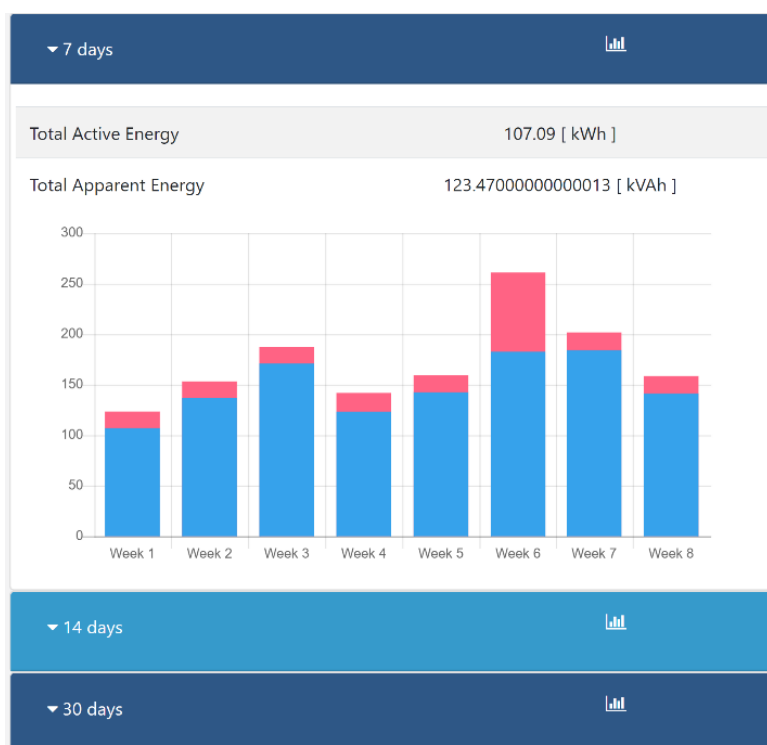 7 days
Total Active Energy 107.09 [ kWh ]
Total Apparent Energy 123.47000000000013 [ kVAh ]
300
250
200
150
100
50
0
Week 1 Week 2 Week 3 Week 4 Week 5 Week 6 Week 7 Week 8
14 days
30 days